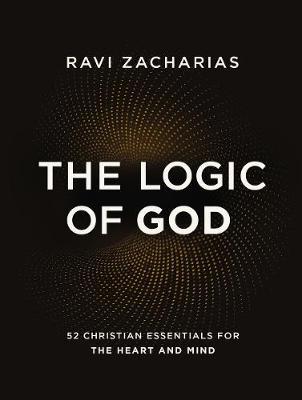 RAVI ZACHARIAS
THE LOGIC
OF GOD
52 CHRISTIAN ESSENTIALS FOR
THE HEART AND MIND